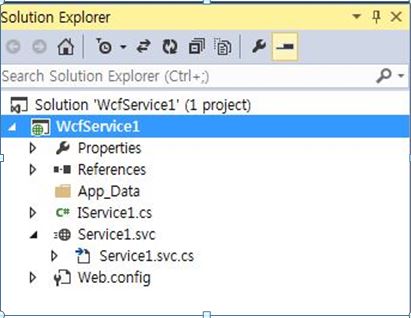 Solution Explorer
Search Solution Explorer (Ctrl+;)
Solution 'WcfService1' (1 project)
WcfService1
Properties
References
App_Data
C# IService1.cs
Service1.svc
Service1.svc.cs
Web.config